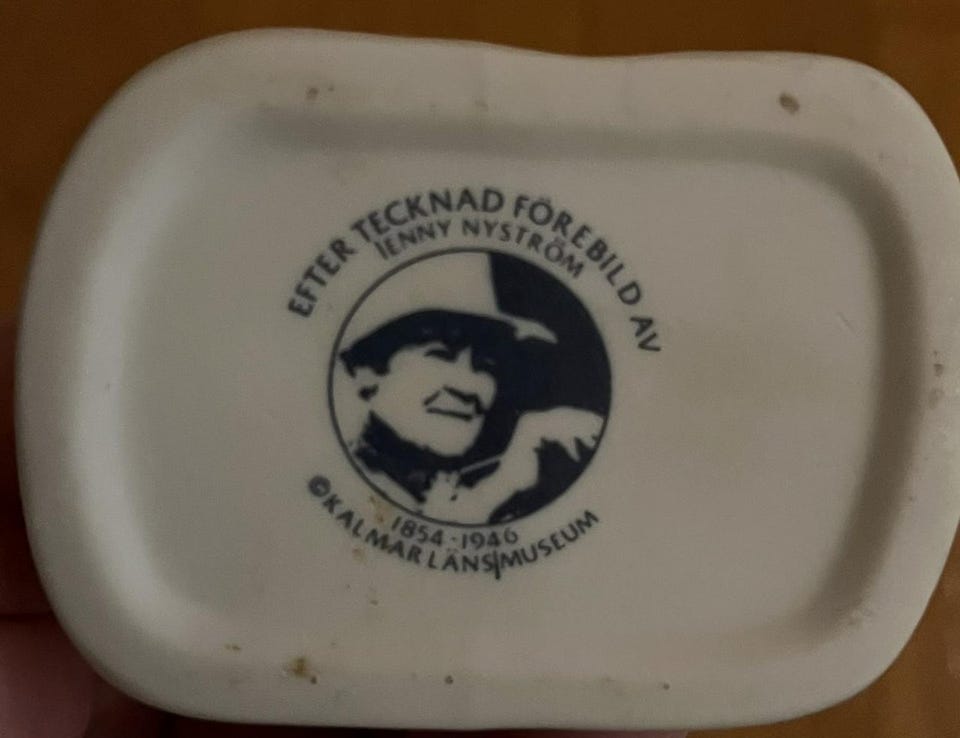 EFTER TECKNAD FÖREBILD AV
JENNY NYSTRÖM
1854-1946
©KALMAR LÄNS MUSEUM